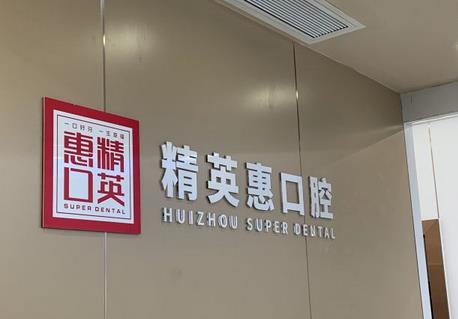 一口好牙 一生幸福
惠精
口英
SUPER DENTAL
精英惠口腔
HUIZHOU SUPER DENTAL